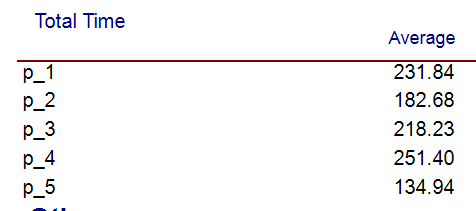 Total Time
Average
p_1 231.84
p_2 182.68
p_3 218.23
p_4 251.40
p_5 134.94